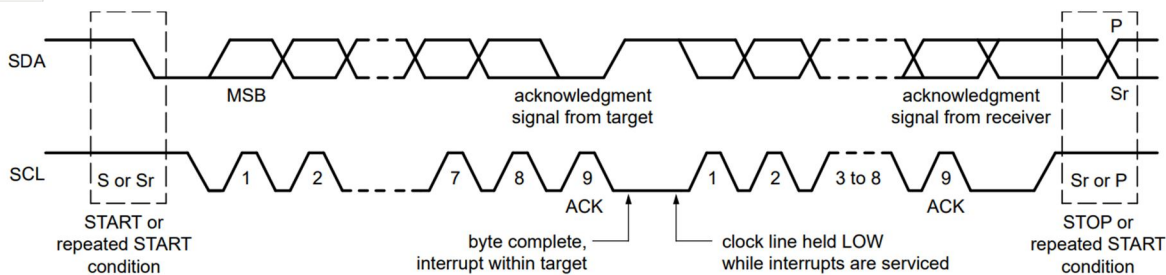 P
SDA
MSB
acknowledgment
signal from target
acknowledgment
signal from receiver
Sr
SCL
S or Sr
1
2
7
8
9
1
2
3 to 8
9
Sr or P
ACK
ACK
START or
repeated START
condition
byte complete,
interrupt within target
clock line held LOW
while interrupts are serviced
STOP or
repeated START
condition